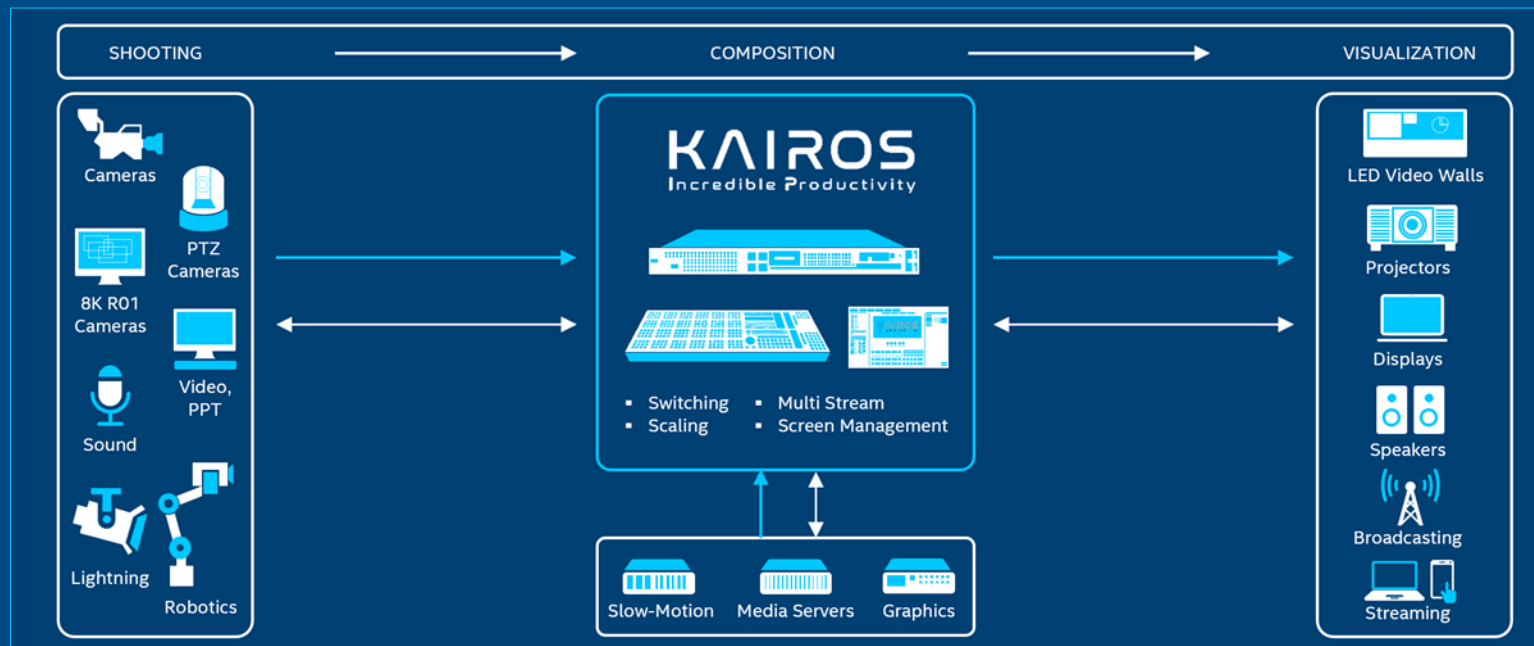 SHOOTING
COMPOSITION
VISUALIZATION
Cameras
PTZ
Cameras
8K R01
Cameras
Video,
PPT
Sound
Lightning
Robotics
KAIROS
Incredible Productivity
KAIROS
▪ Switching
▪ Multi Stream
▪ Scaling
▪ Screen Management
Slow-Motion
Media Servers
Graphics
LED Video Walls
Projectors
Displays
Speakers
Broadcasting
Streaming